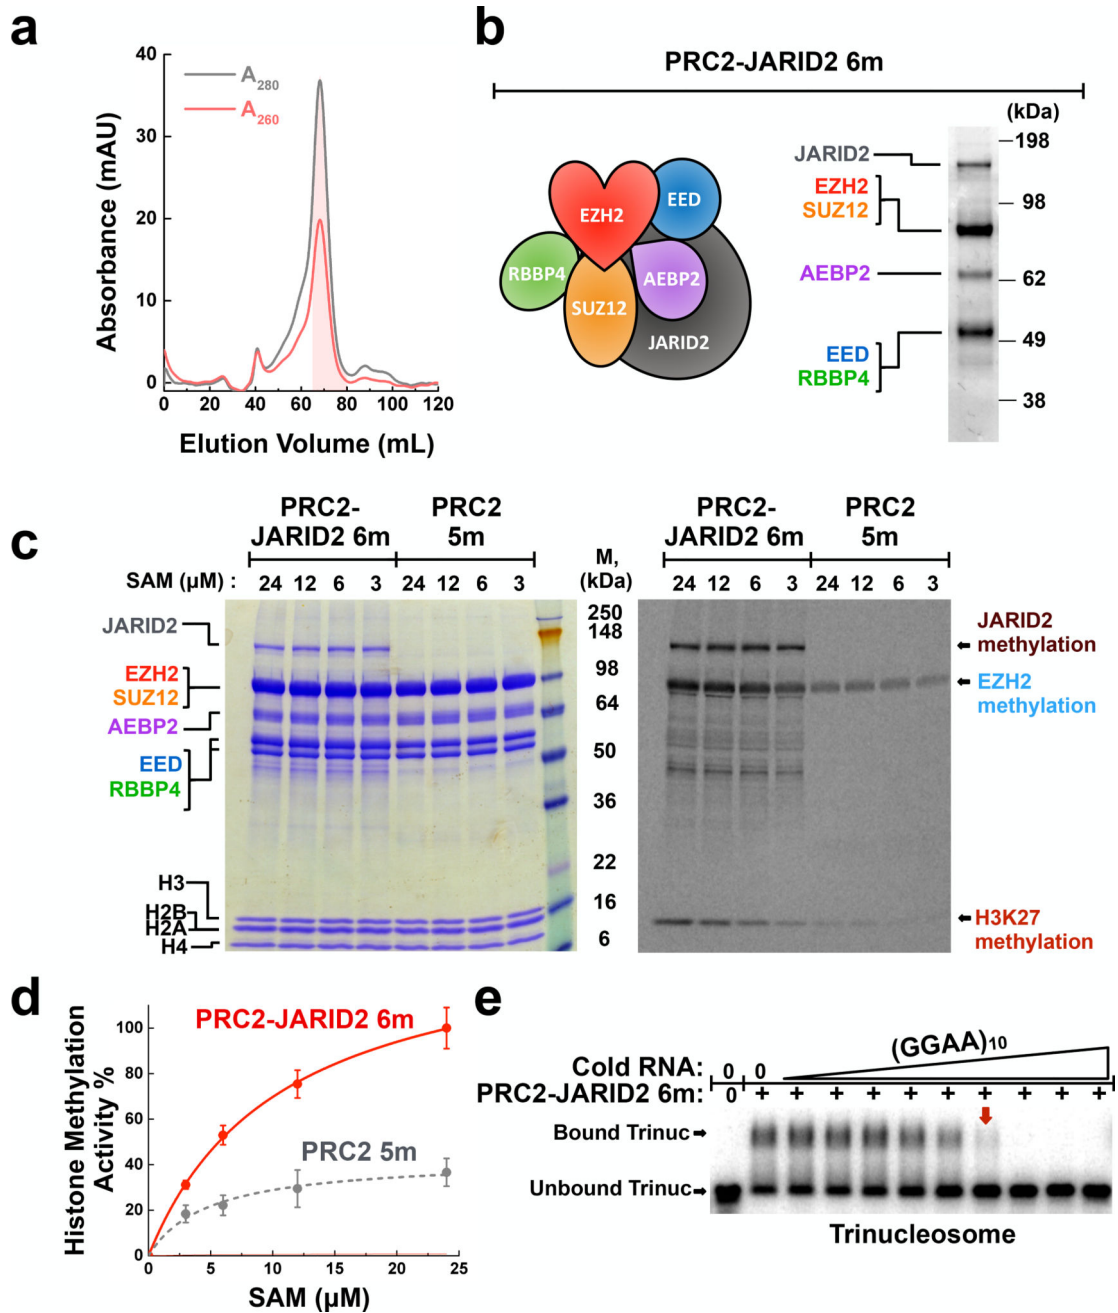 a
A280
A260
40
30
20
10
0
Absorbance (mAU)
0 20 40 60 80 100 120
Elution Volume (mL)
b
PRC2-JARID2 6m
(kDa)
EZH2
EED
RBBP4
AEBP2
SUZ12
JARID2
JARID2
EZH2
SUZ12
AEBP2
EED
RBBP4
198
98
62
49
38
c
PRC2-
JARID2 6m
PRC2
5m
SAM (µM) : 24 12 6 3 24 12 6 3
M,
(kDa)
PRC2-
JARID2 6m
PRC2
5m
24 12 6 3 24 12 6 3
JARID2
EZH2
SUZ12
AEBP2
EED
RBBP4
H3
H2B
H2A
H4
250
148
98
64
50
36
22
16
6
JARID2
methylation
EZH2
methylation
H3K27
methylation
d
Histone Methylation
Activity %
100
80
60
40
20
0
PRC2-JARID2 6m
PRC2 5m
0 5 10 15 20 25
SAM (µM)
e
Cold RNA: 0 0 (GGAA)10
PRC2-JARID2 6m: 0 + + + + + + + + + +
Bound Trinuc
Unbound Trinuc
Trinucleosome